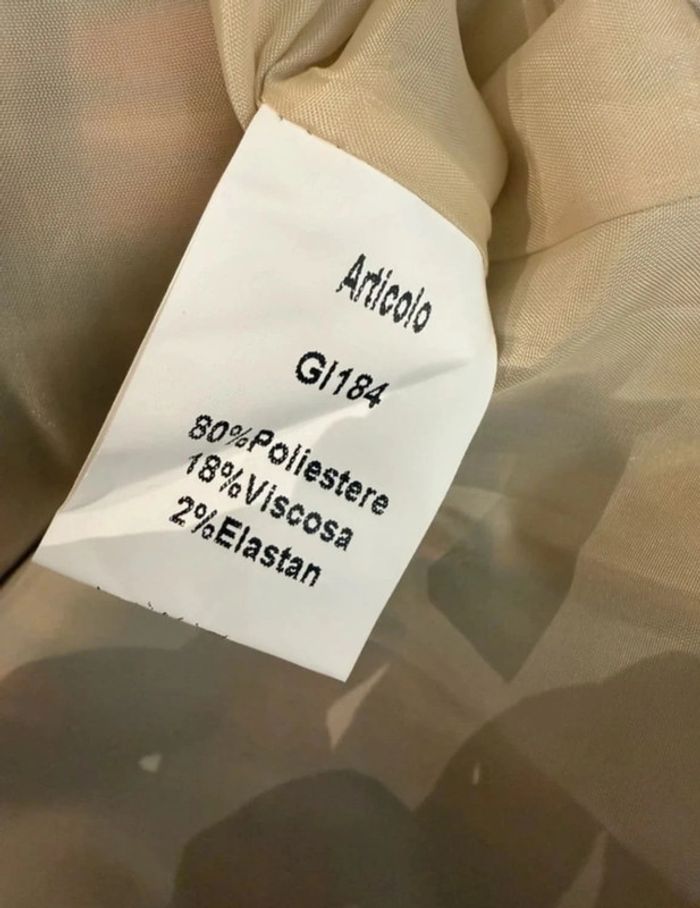 Articolo
GI184
80%Poliestere
18%Viscosa
2%Elastan